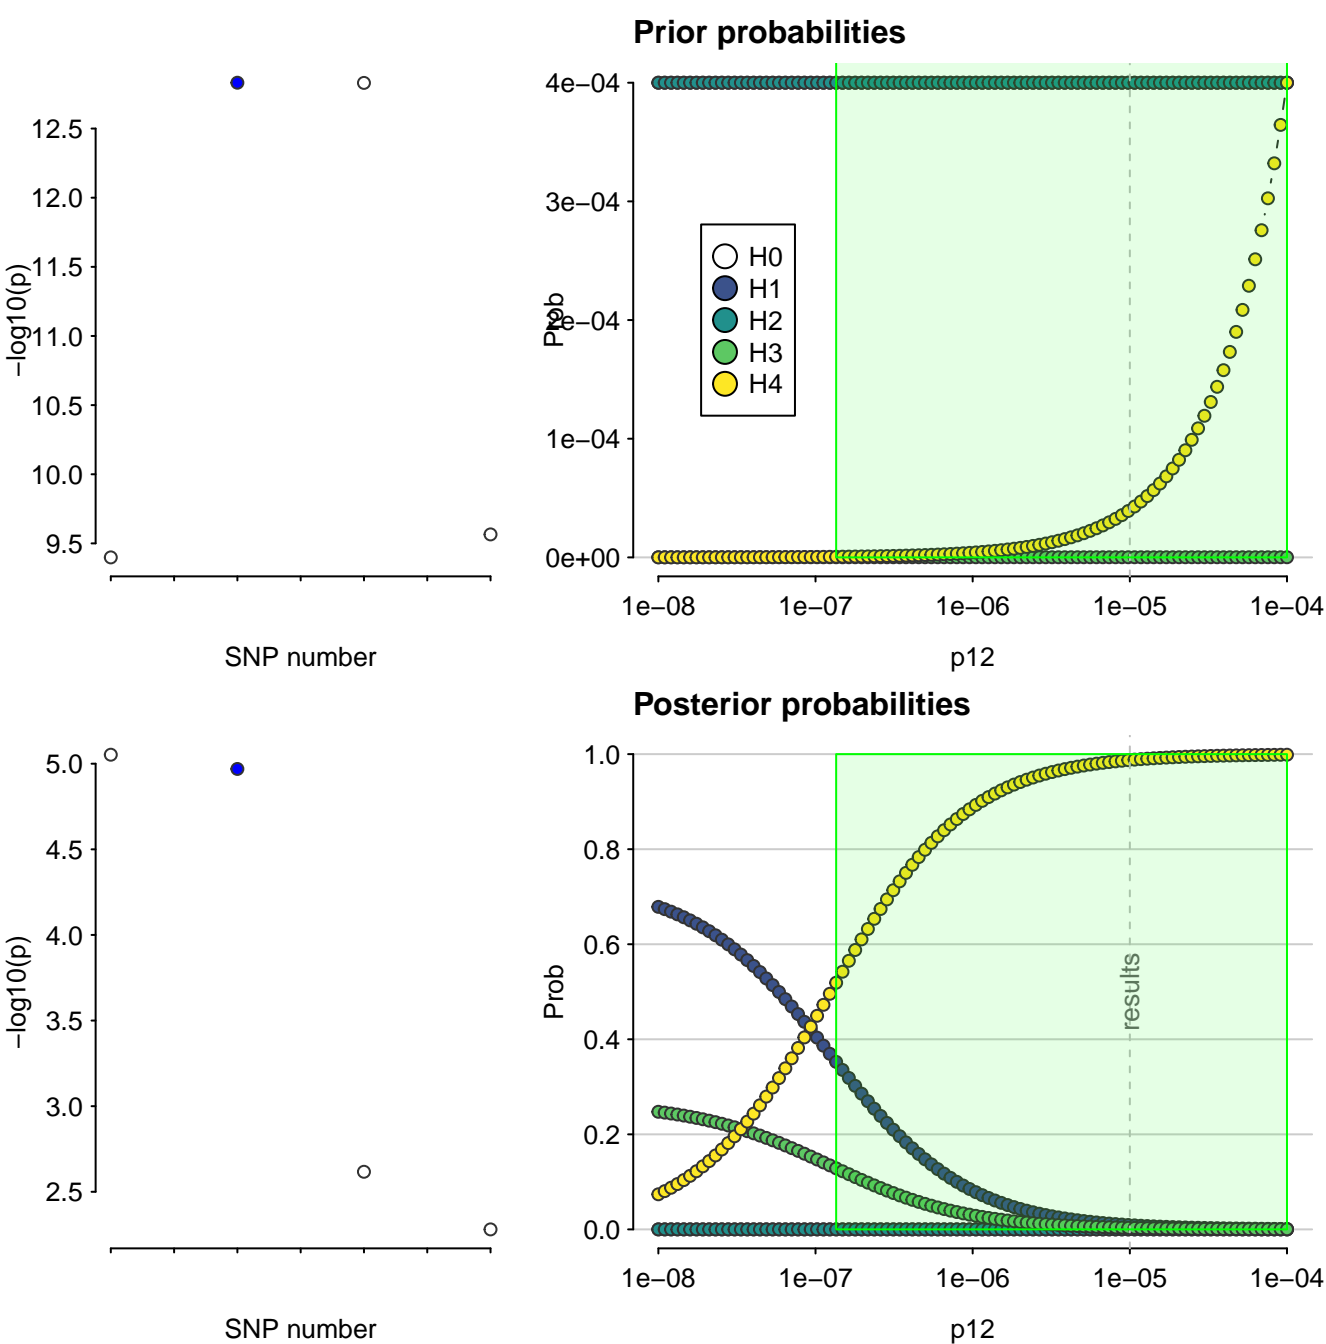 Prior probabilities
12.5
12.0
11.5
11.0
10.5
10.0
9.5
−log10(p)
SNP number
4e−04
3e−04
2e−04
1e−04
0e+00
Prob
H0
H1
H2
H3
H4
1e−08
1e−07
1e−06
1e−05
1e−04
p12
Posterior probabilities
5.0
4.5
4.0
3.5
3.0
2.5
−log10(p)
SNP number
1.0
0.8
0.6
0.4
0.2
0.0
Prob
results
1e−08
1e−07
1e−06
1e−05
1e−04
p12